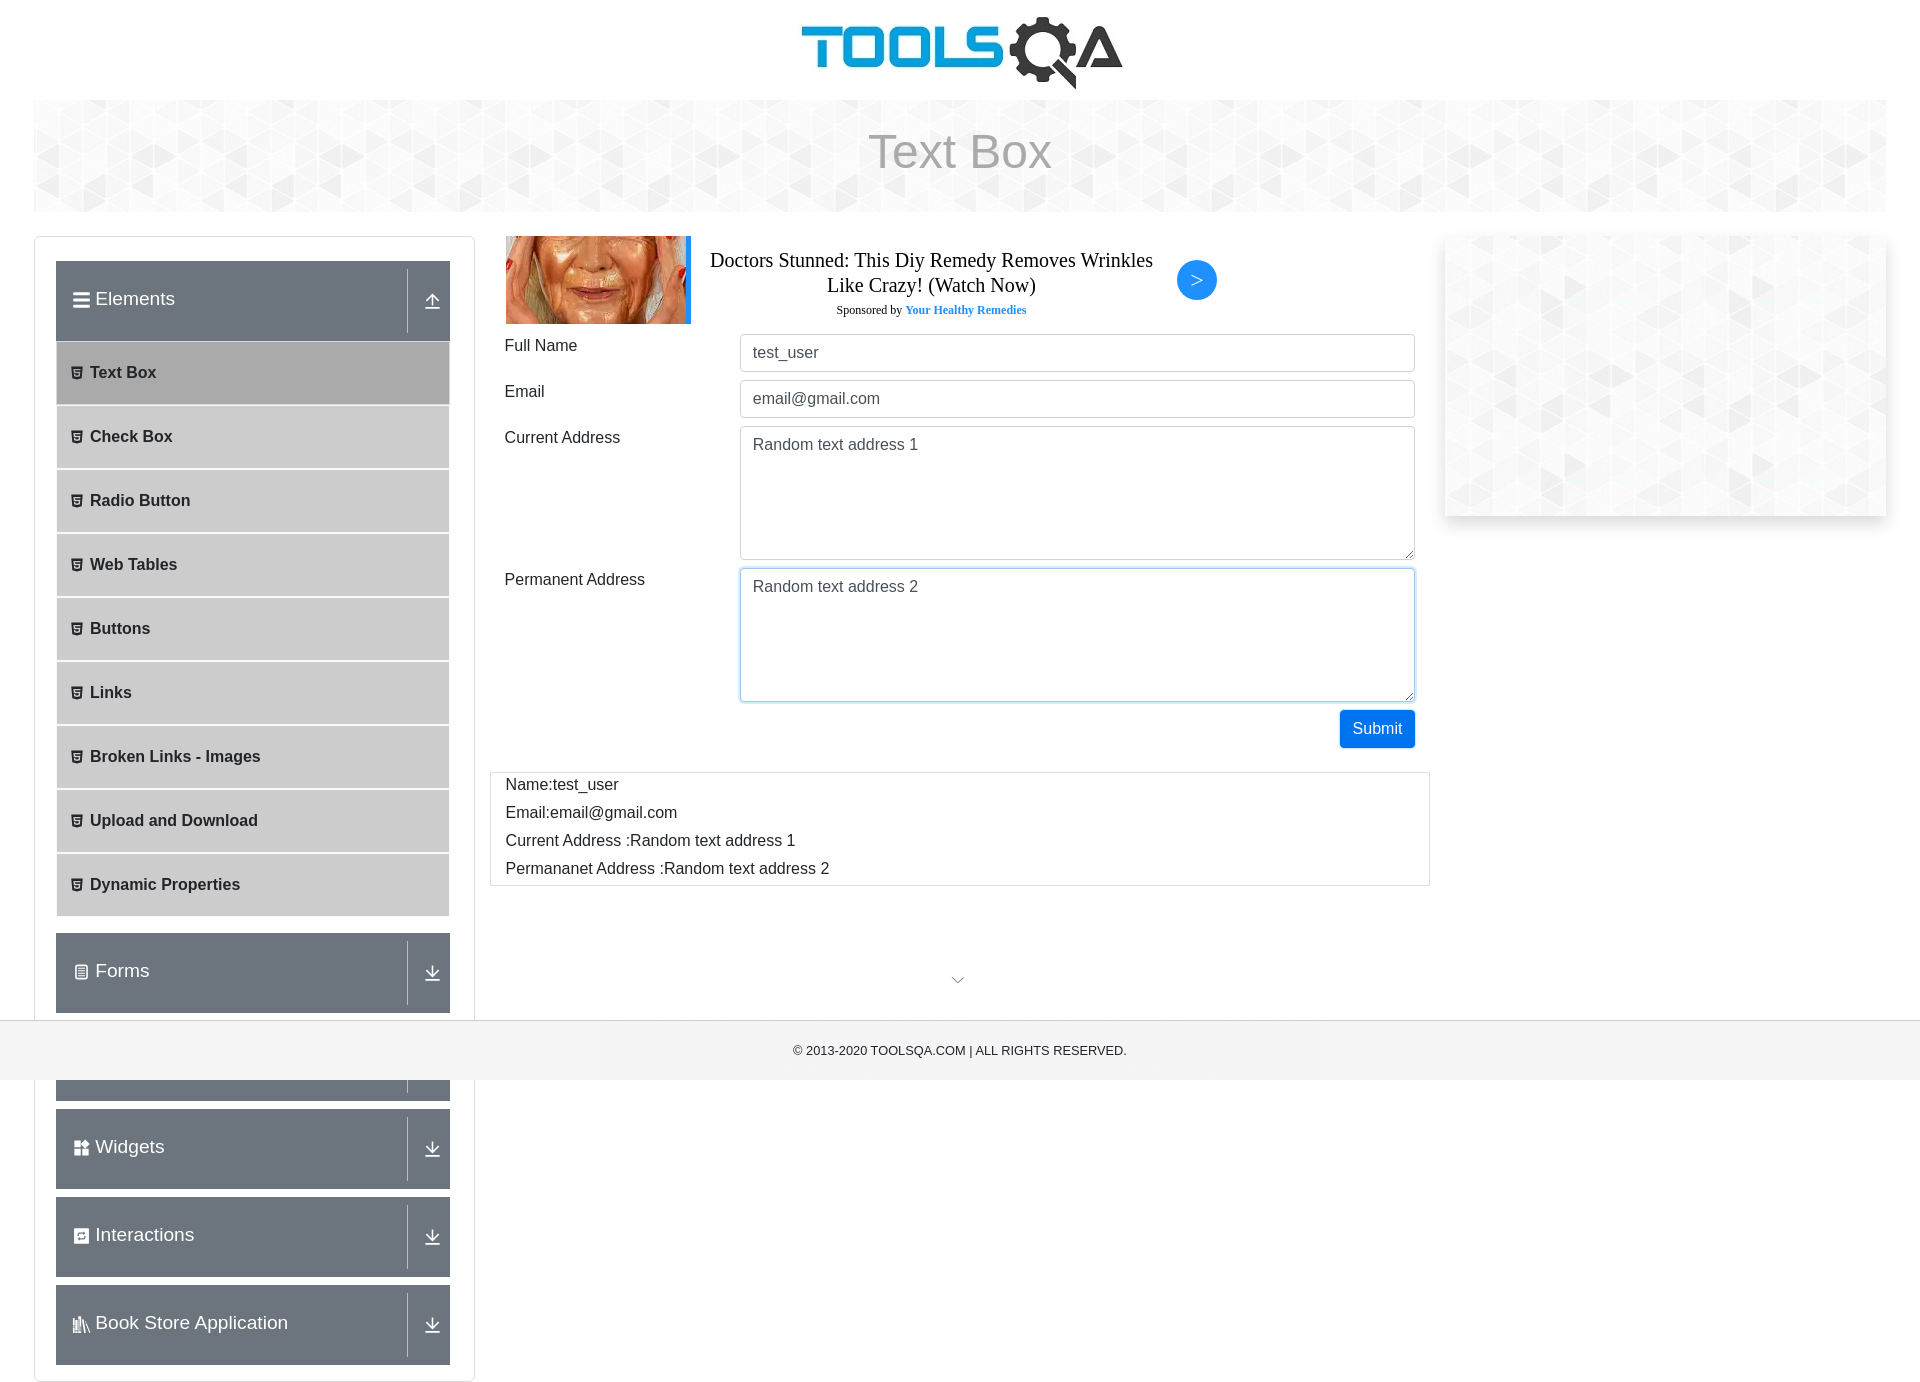 TOOLSQA
Text Box
Elements
Text Box
Check Box
Radio Button
Web Tables
Buttons
Links
Broken Links - Images
Upload and Download
Dynamic Properties
Forms
Widgets
Interactions
Book Store Application
Doctors Stunned: This Diy Remedy Removes Wrinkles
Like Crazy! (Watch Now)
Sponsored by Your Healthy Remedies
>
Full Name
test_user
Email
email@gmail.com
Current Address
Random text address 1
Permanent Address
Random text address 2
Submit
Name:test_user
Email:email@gmail.com
Current Address :Random text address 1
Permananet Address :Random text address 2
© 2013-2020 TOOLSQA.COM | ALL RIGHTS RESERVED.